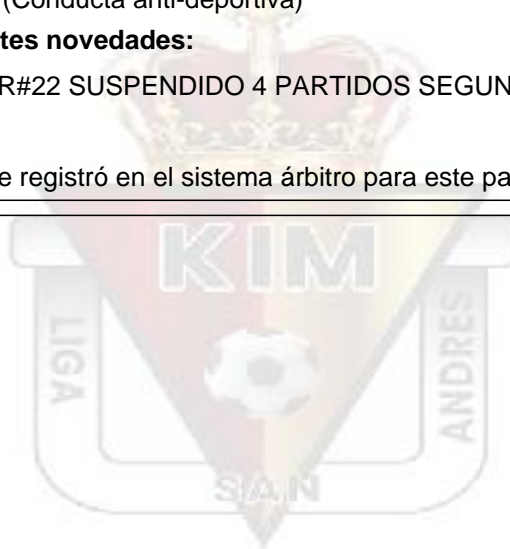 (Conducta anti-deportiva)
tes novedades:
R#22 SUSPENDIDO 4 PARTIDOS SEGUN
e registró en el sistema árbitro para este pa
KIM
LIGA
ANDRES
SAN